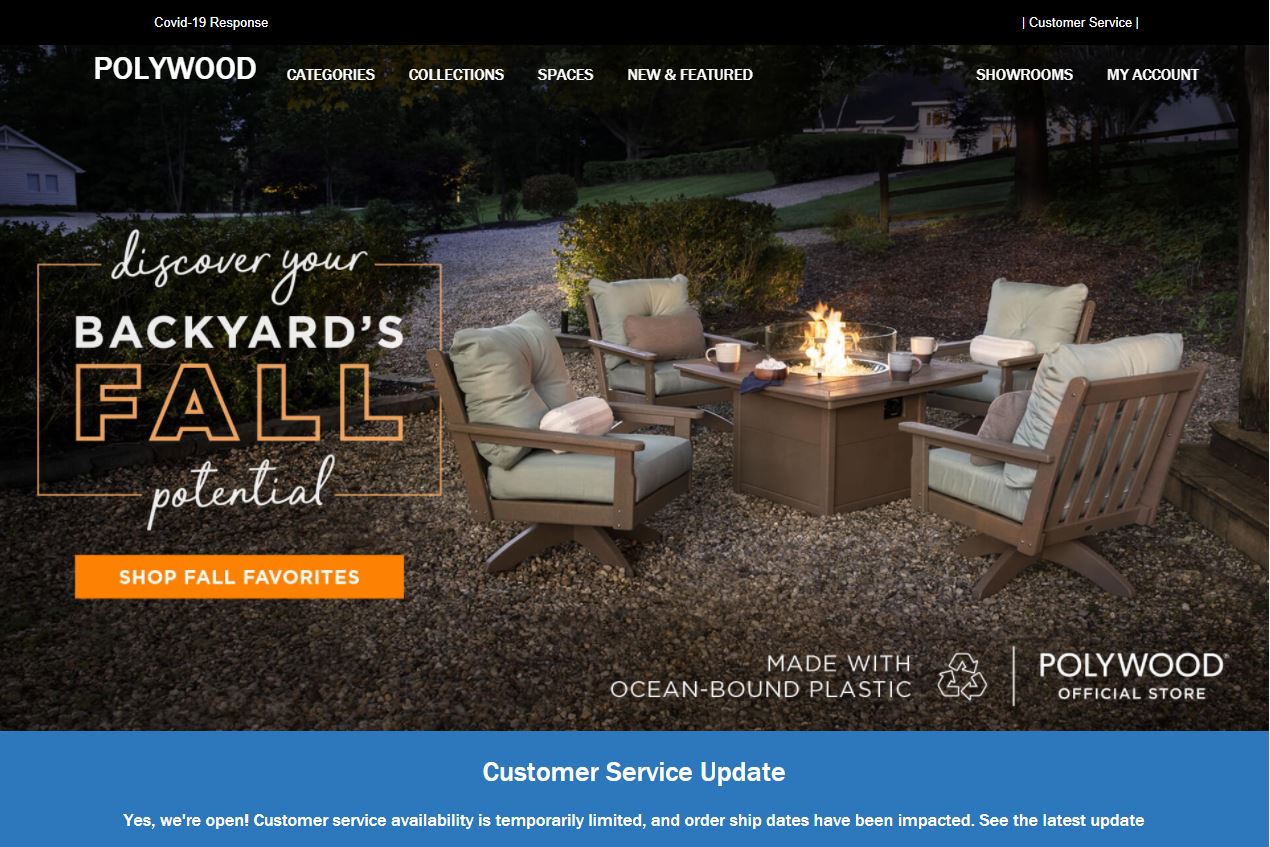 Covid-19 Response
| Customer Service |
POLYWOOD CATEGORIES COLLECTIONS SPACES NEW & FEATURED SHOWROOMS MY ACCOUNT
discover your
BACKYARD'S
FALL
potential
SHOP FALL FAVORITES
MADE WITH
OCEAN-BOUND PLASTIC
POLYWOOD®
OFFICIAL STORE
Customer Service Update
Yes, we're open! Customer service availability is temporarily limited, and order ship dates have been impacted. See the latest update